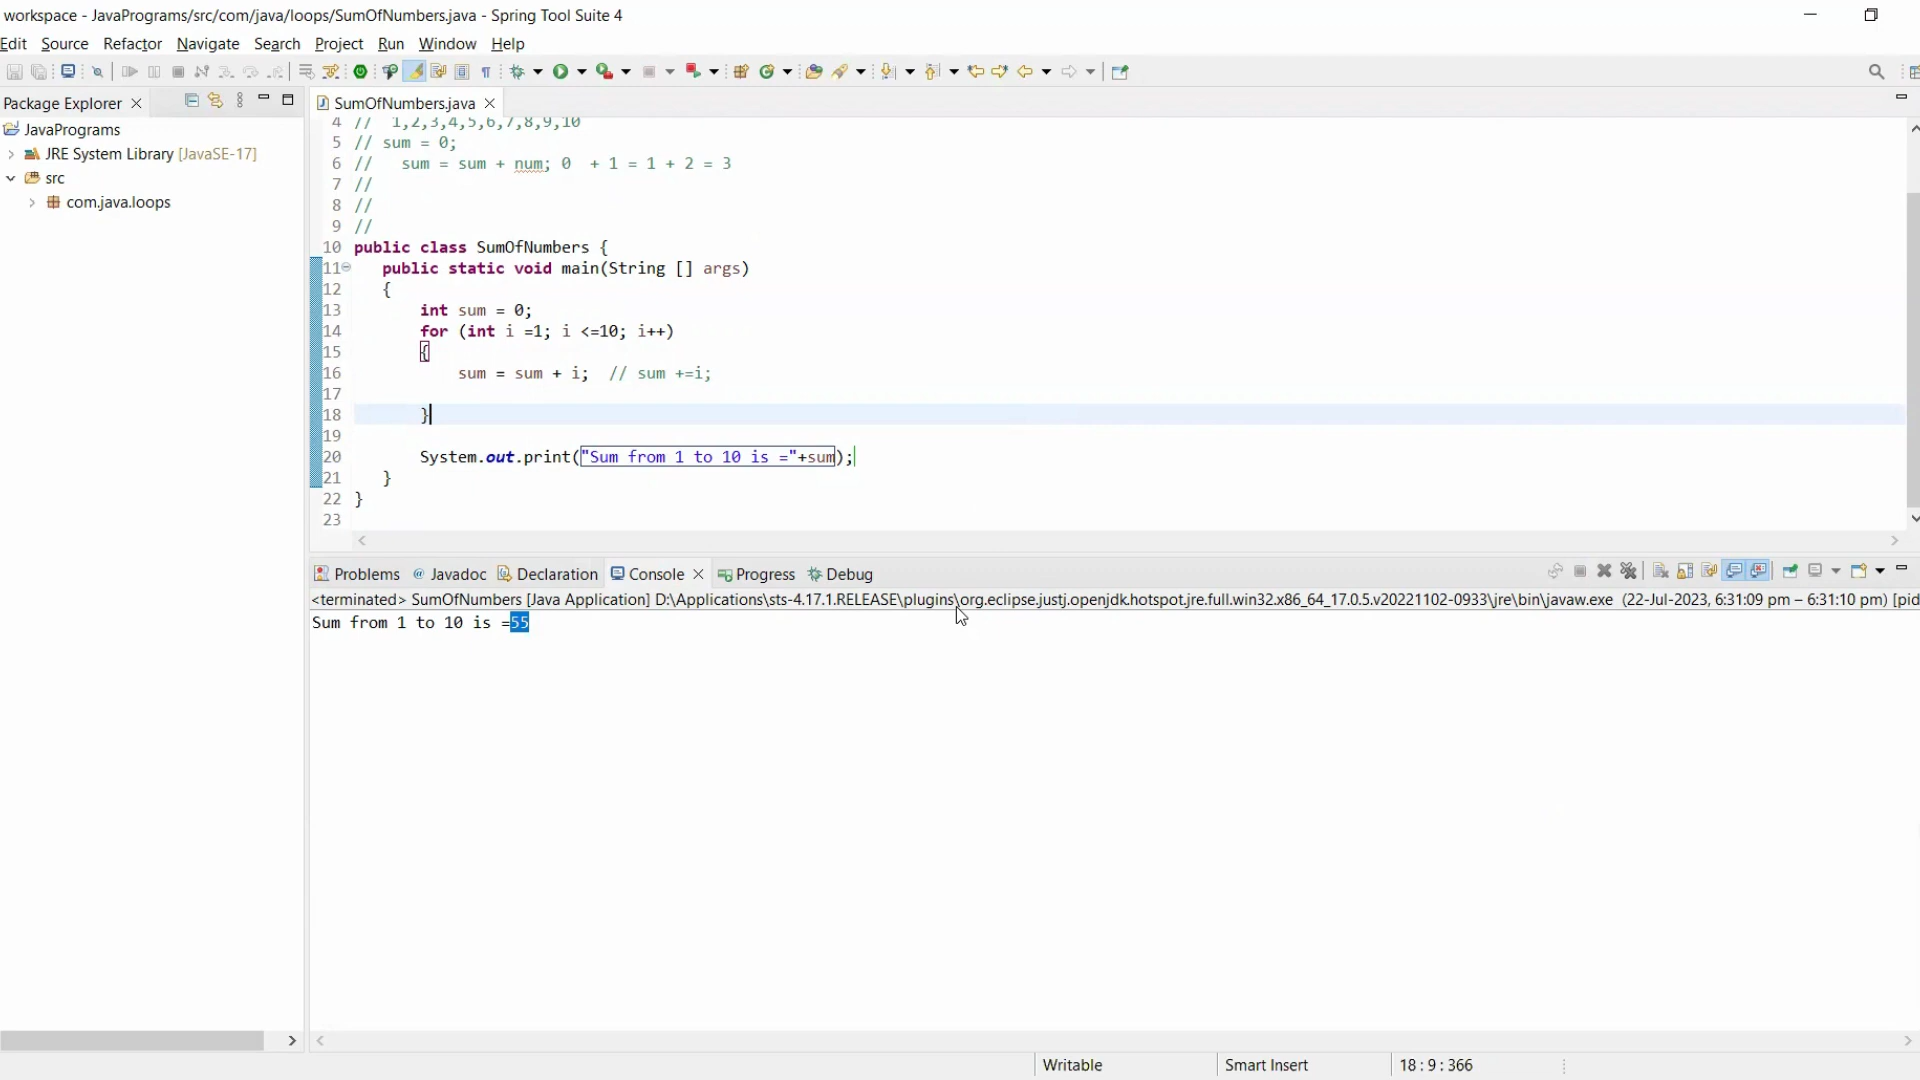 workspace - JavaPrograms/src/com/java/loops/SumOfNumbers.java - Spring Tool Suite 4
Edit Source Refactor Navigate Search Project Run Window Help
Package Explorer
SumOfNumbers.java
JavaPrograms
JRE System Library [JavaSE-17]
src
com.java.loops
4 // 1,2,3,4,5,6,7,8,9,10
5 // sum = 0;
6 // sum = sum + num; 0 + 1 = 1 + 2 = 3
7 //
8 //
9 //
10 public class SumOfNumbers {
11 public static void main(String [] args)
12 {
13 int sum = 0;
14 for (int i =1; i <=10; i++)
15 {
16 sum = sum + i; // sum +=i;
17
18 }
19
20 System.out.print("Sum from 1 to 10 is ="+sum);
21 }
22 }
23
Problems @ Javadoc Declaration Console Progress Debug
<terminated> SumOfNumbers [Java Application] D:\Applications\sts-4.17.1.RELEASE\plugins\org.eclipse.justj.openjdk.hotspot.jre.full.win32.x86_64_17.0.5.v20221102-0933\jre\bin\javaw.exe (22-Jul-2023, 6:31:09 pm – 6:31:10 pm) [pid
Sum from 1 to 10 is =55
Writable Smart Insert 18 : 9 : 366